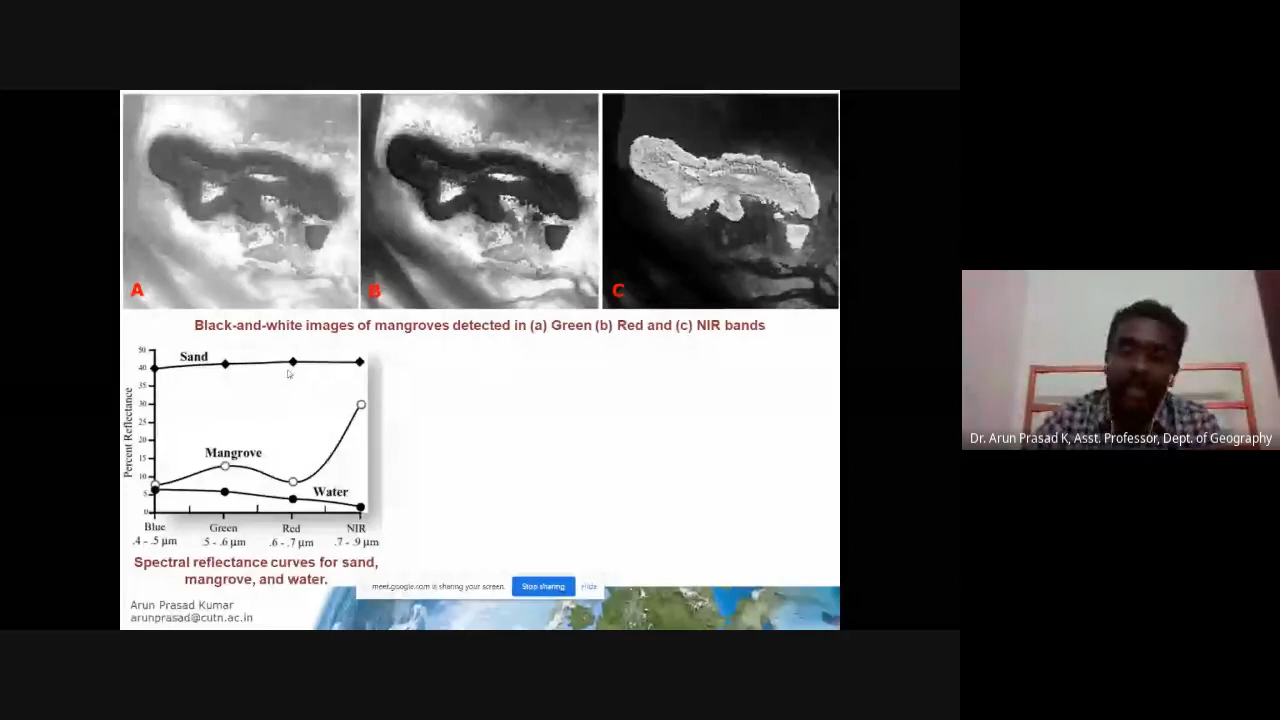 A
B
C
Black-and-white images of mangroves detected in (a) Green (b) Red and (c) NIR bands
50
40
35
30
25
20
15
10
5
0
Percent Reflectance
Sand
Mangrove
Water
Blue Green Red NIR
.4 - .5 µm .5 - .6 µm .6 - .7 µm .7 - .9 µm
Spectral reflectance curves for sand,
mangrove, and water.
meet.google.com is sharing your screen. Stop sharing Hide
Arun Prasad Kumar
arunprasad@cutn.ac.in
Dr. Arun Prasad K, Asst. Professor, Dept. of Geography